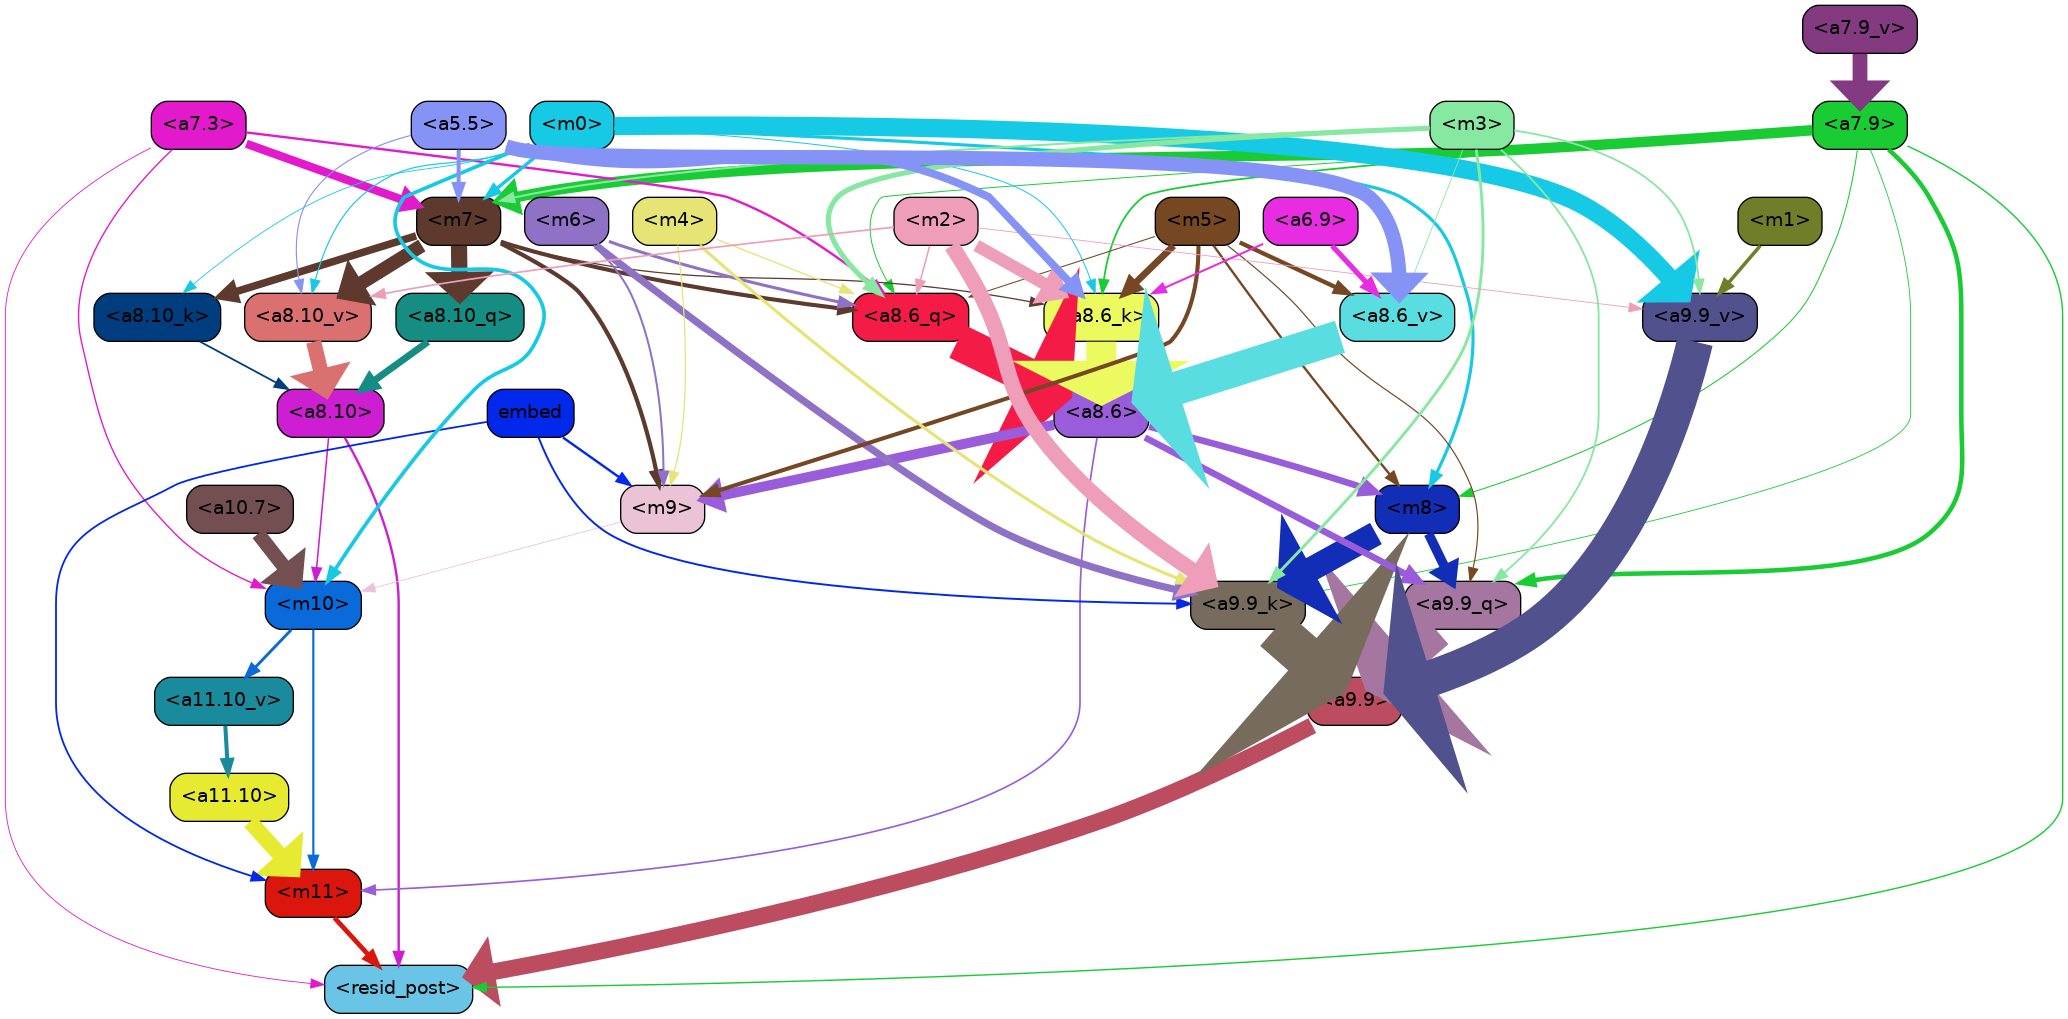 <a7.9_v>
<a7.3>
<a5.5>
<m0>
<m3>
<a7.9>
<m7>
<m6>
<m4>
<m2>
<m5>
<a6.9>
<m1>
<a8.10_k>
<a8.10_v>
<a8.10_q>
<a8.6_q>
<a8.6_k>
<a8.6_v>
<a9.9_v>
<a8.10>
embed
<a8.6>
<a10.7>
<m9>
<m8>
<m10>
<a9.9_k>
<a9.9_q>
<a11.10_v>
<a9.9>
<a11.10>
<m11>
<resid_post>